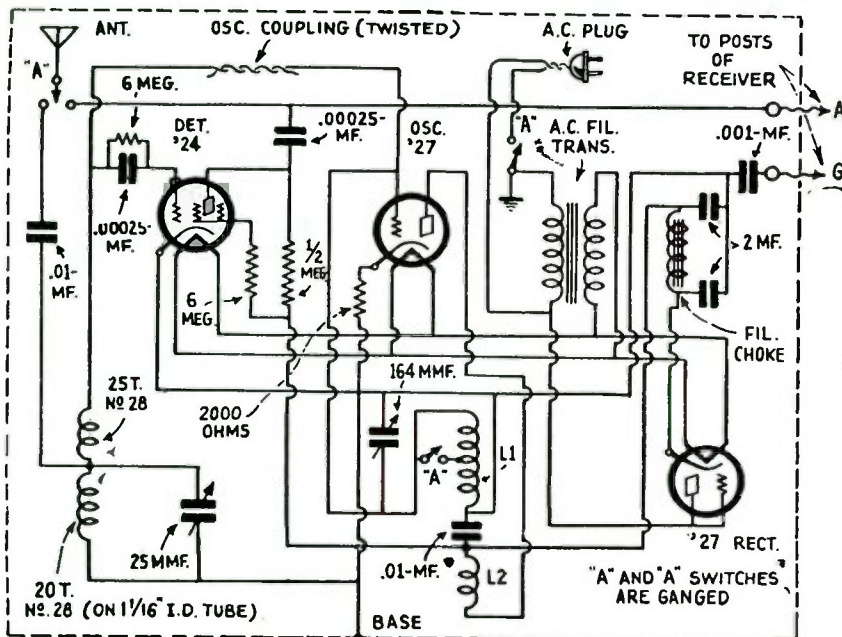 ANT.
OSC. COUPLING (TWISTED)
A.C. PLUG
TO POSTS
OF
RECEIVER
"A"
6 MEG.
DET.
'24
.00025-
MF.
OSC.
'27
"A"
A.C. FIL.
TRANS.
A
.001-MF.
G
.00025-
MF.
.01-
MF.
6
MEG.
1/2
MEG
2 MF.
FIL.
CHOKE
25 T.
No 28
2000
OHMS
164 MMF.
"A"
L1
25 MMF.
.01-MF.
L2
'27 RECT.
20 T.
No. 28 (ON 1 1/16" I.D. TUBE)
BASE
"A" AND "A" SWITCHES
ARE GANGED